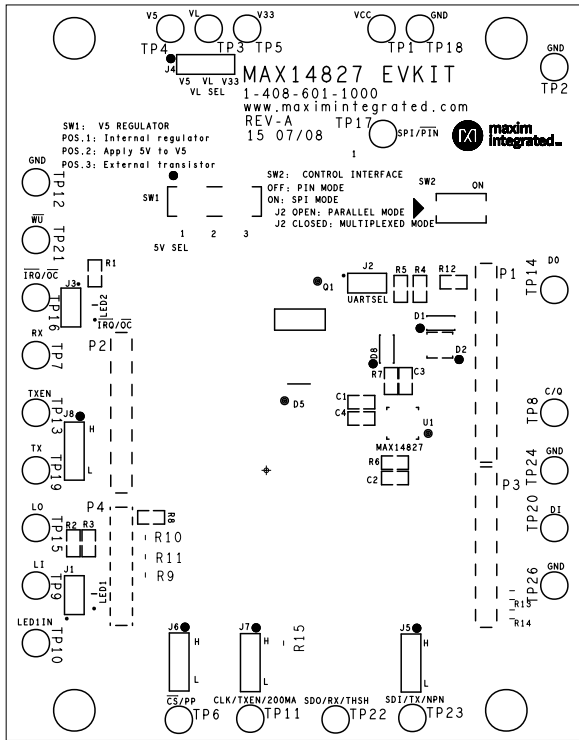 V5 VL V33 VCC GND
TP4 TP3 TP5 TP1 TP18
GND
TP2
J4
V5 VL V33
VL SEL
MAX14827 EVKIT
1-408-601-1000
www.maximintegrated.com
REV-A
15 07/08
TP17
SPI/PIN
1
maxim
integrated™
SW1: V5 REGULATOR
POS.1: Internal regulator
POS.2: Apply 5V to V5
POS.3: External transistor
SW1
1 2 3
5V SEL
SW2: CONTROL INTERFACE
OFF: PIN MODE
ON: SPI MODE
J2 OPEN: PARALLEL MODE
J2 CLOSED: MULTIPLEXED MODE
SW2
ON
GND
TP12
WU
TP21
IRQ/OC
TP16
R1
J3
LED2
IRQ/OC
RX
TP7
P2
TXEN
TP13
J8
H
L
TX
TP19
LO
TP15
R2 R3
P4
R8
R10
R11
R9
LI
TP9
J1
LED1
LED1IN
TP10
Q1
J2
UARTSEL
R5 R4 R12
P1
DO
TP14
D1
D2
D8
R7 C3
D5
C1
C4
U1
MAX14827
R6
C2
C/Q
TP8
GND
TP24
P3
DI
TP20
GND
TP26
R13
R14
J6
H
L
CS/PP
TP6
J7
H
L
CLK/TXEN/200MA
TP11
R15
SDO/RX/THSH
TP22
J5
H
L
SDI/TX/NPN
TP23